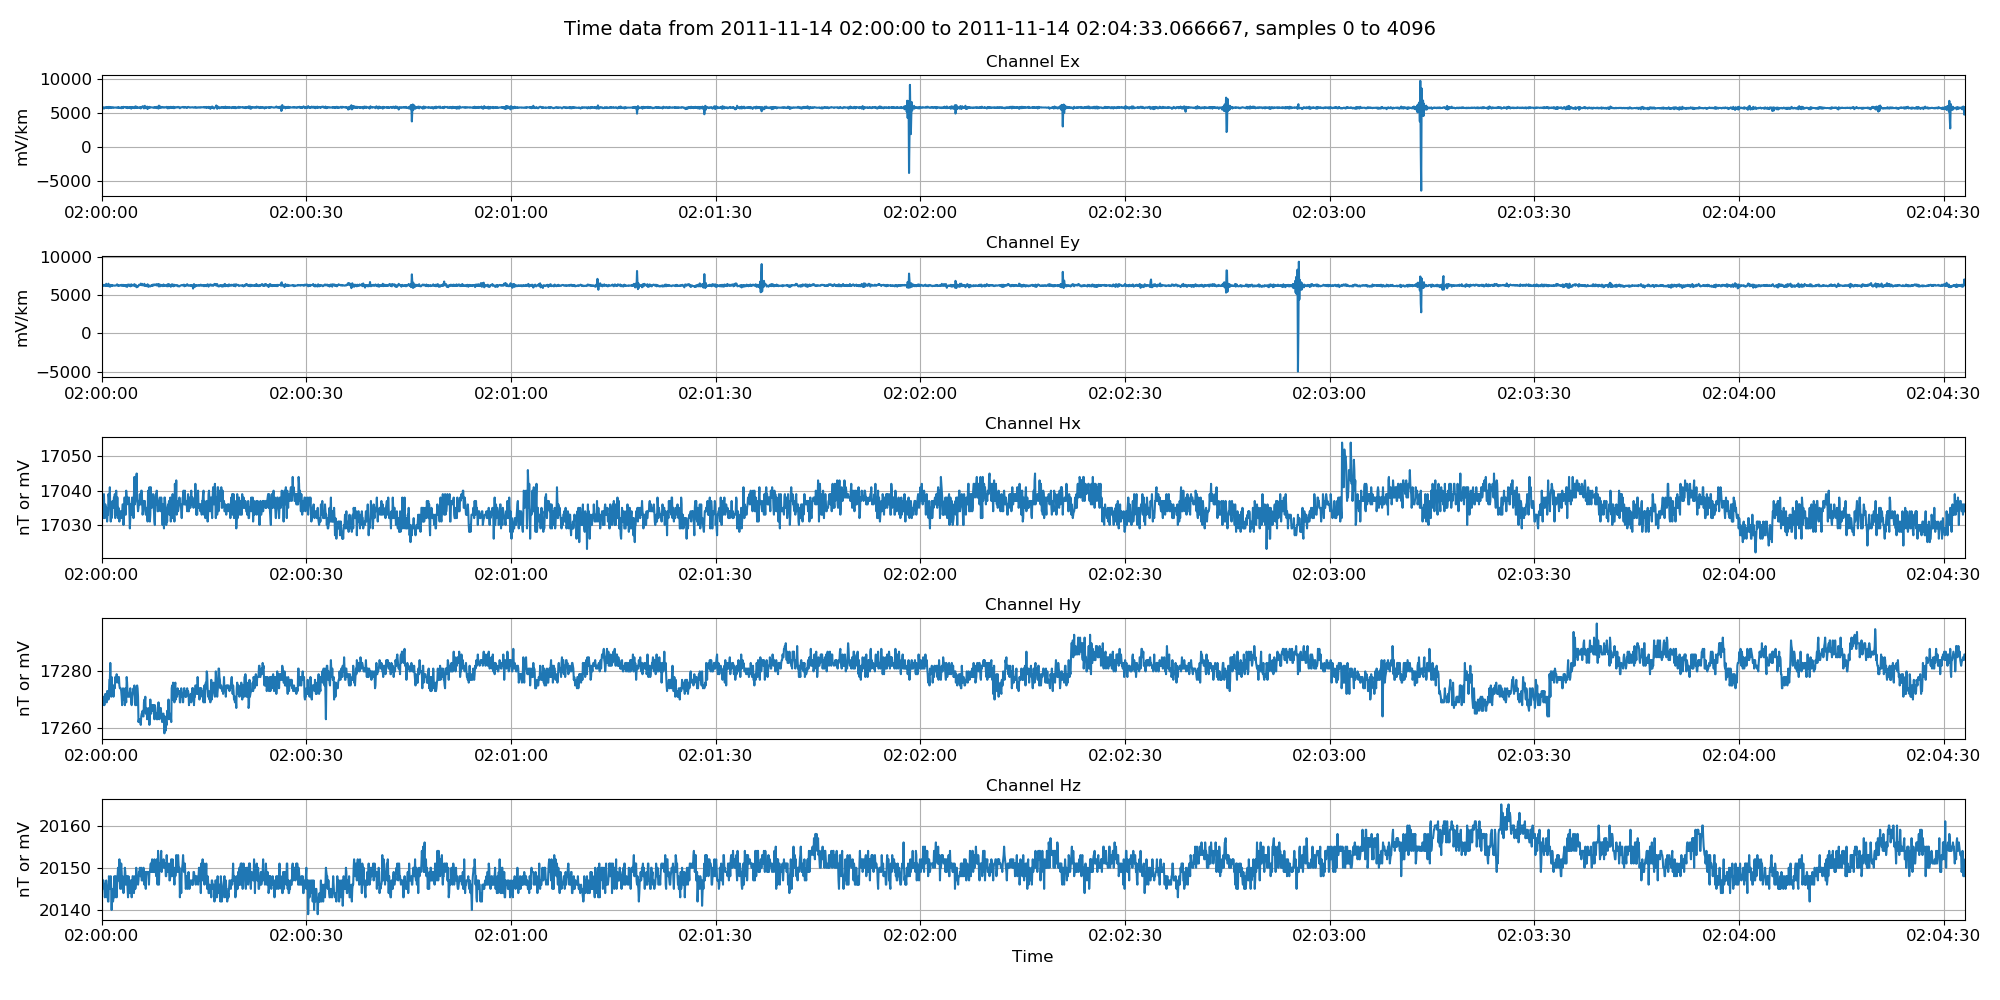 Time data from 2011-11-14 02:00:00 to 2011-11-14 02:04:33.066667, samples 0 to 4096
Channel Ex
mV/km
10000
5000
0
−5000
02:00:00 02:00:30 02:01:00 02:01:30 02:02:00 02:02:30 02:03:00 02:03:30 02:04:00 02:04:30
Channel Ey
mV/km
10000
5000
0
−5000
02:00:00 02:00:30 02:01:00 02:01:30 02:02:00 02:02:30 02:03:00 02:03:30 02:04:00 02:04:30
Channel Hx
nT or mV
17050
17040
17030
02:00:00 02:00:30 02:01:00 02:01:30 02:02:00 02:02:30 02:03:00 02:03:30 02:04:00 02:04:30
Channel Hy
nT or mV
17280
17260
02:00:00 02:00:30 02:01:00 02:01:30 02:02:00 02:02:30 02:03:00 02:03:30 02:04:00 02:04:30
Channel Hz
nT or mV
20160
20150
20140
02:00:00 02:00:30 02:01:00 02:01:30 02:02:00 02:02:30 02:03:00 02:03:30 02:04:00 02:04:30
Time